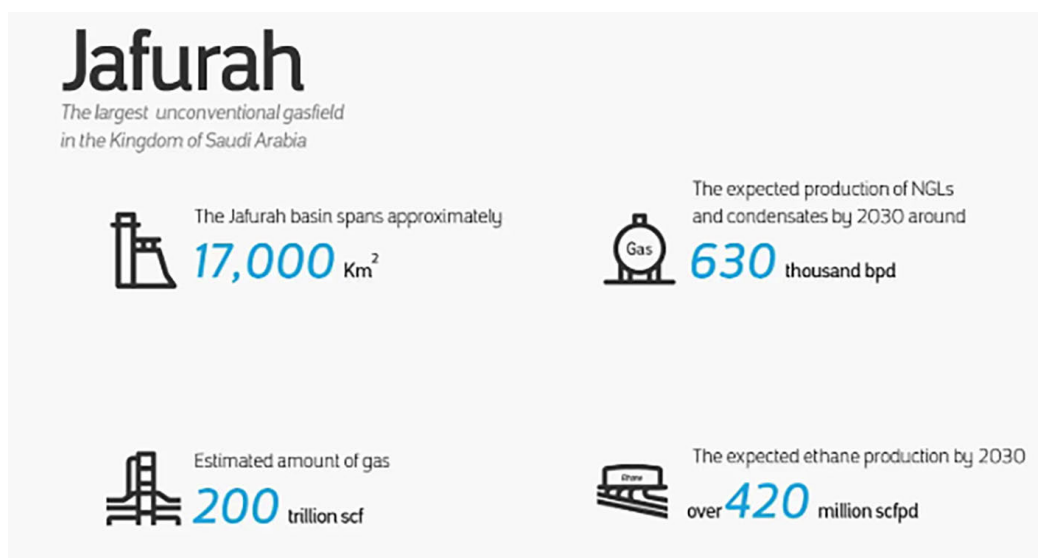 Jafurah
The largest unconventional gasfield
in the Kingdom of Saudi Arabia
The Jafurah basin spans approximately
17,000 Km²
The expected production of NGLs
and condensates by 2030 around
Gas
630 thousand bpd
Estimated amount of gas
200 trillion scf
The expected ethane production by 2030
Ethane
over 420 million scfpd